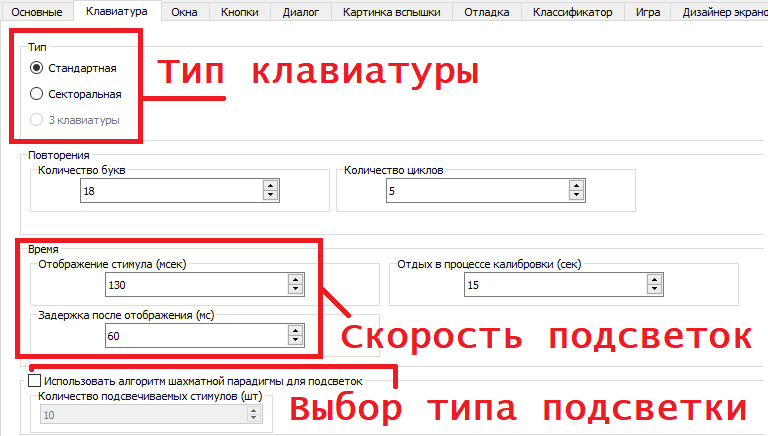 Основные Клавиатура Окна Кнопки Диалог Картинка вспышки Отладка Классификатор Игра Дизайнер экрано
Тип
Стандартная
Тип клавиатуры
Секторальная
3 клавиатуры
Повторения
Количество букв Количество циклов
18 5
Время
Отображение стимула (мсек) Отдых в процессе калибровки (сек)
130 15
Задержка после отображения (мс)
Скорость подсветок
60
Использовать алгоритм шахматной парадигмы для подсветок
Количество подсвечиваемых стимулов (шт)
Выбор типа подсветки
10